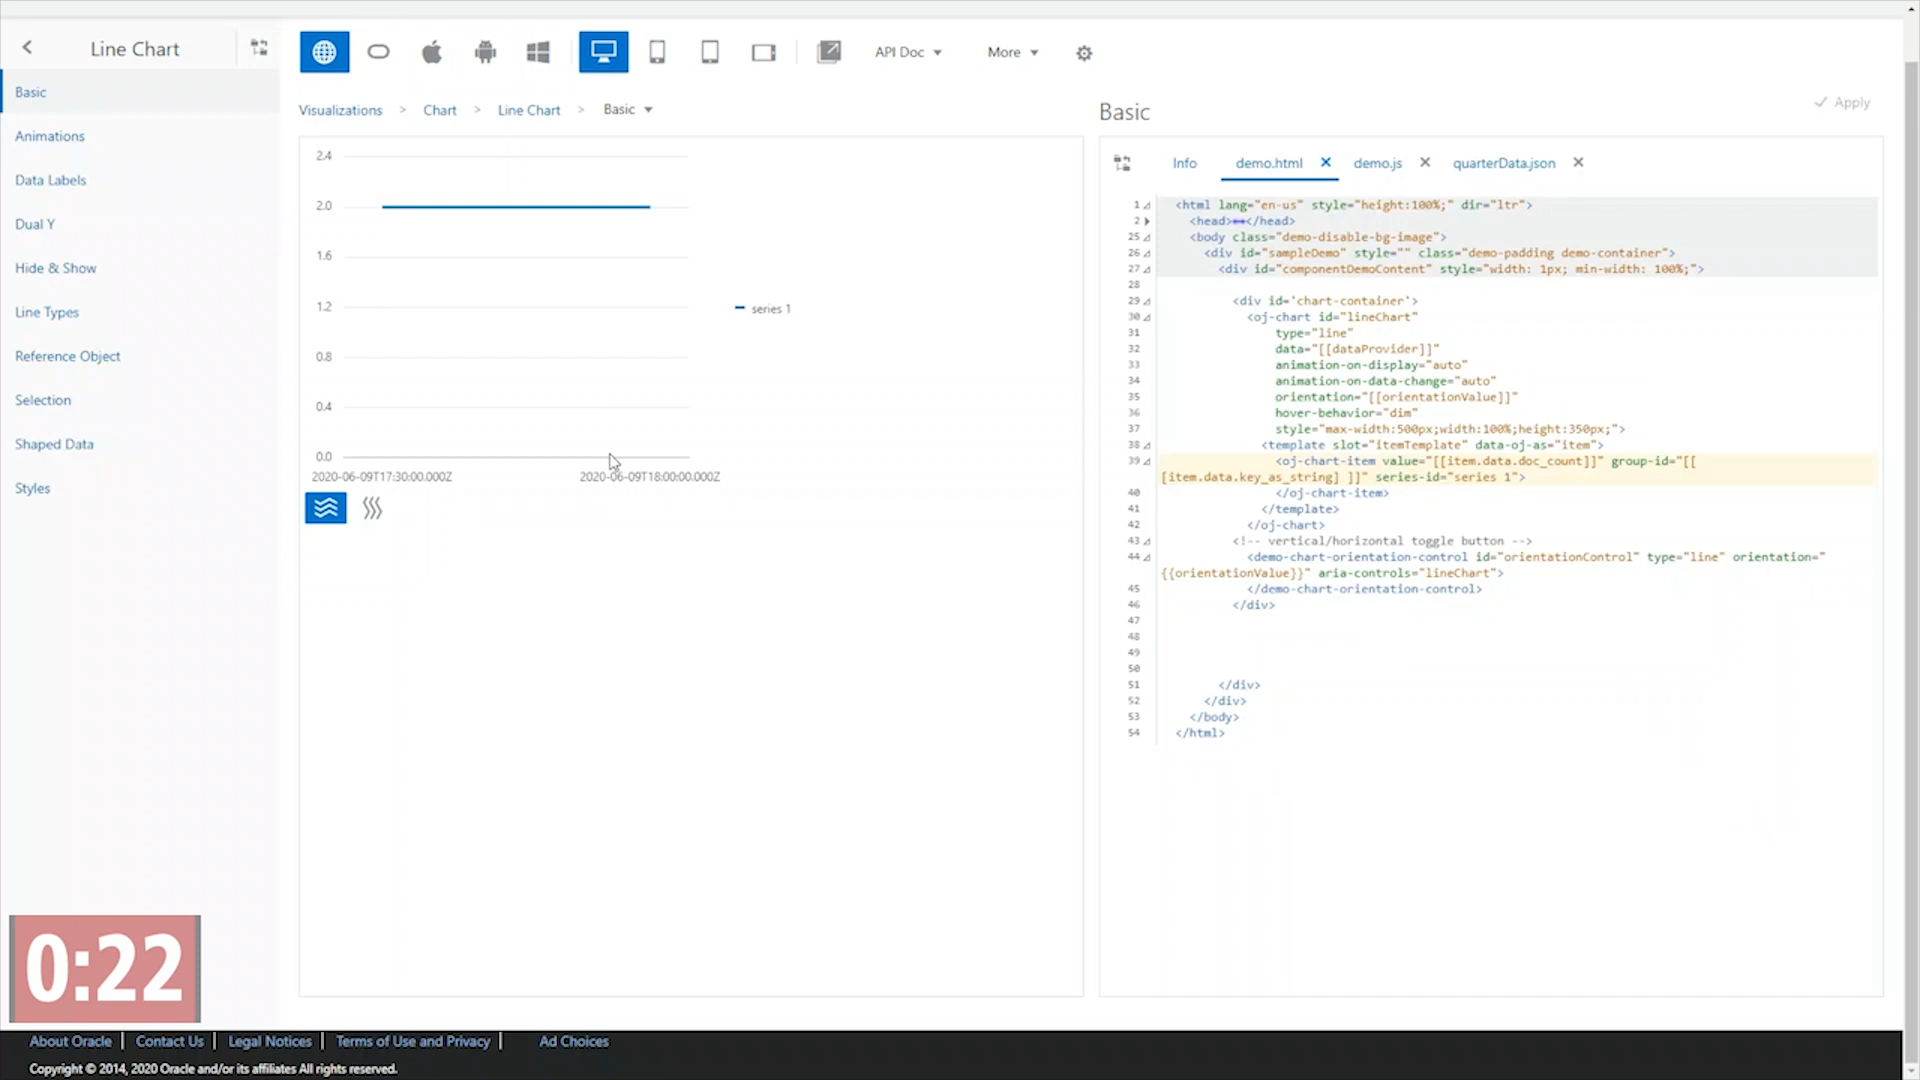 Line Chart
API Doc
More
Basic
Animations
Data Labels
Dual Y
Hide & Show
Line Types
Reference Object
Selection
Shaped Data
Styles
Visualizations > Chart > Line Chart > Basic
2.4
2.0
1.6
1.2
0.8
0.4
0.0
2020-06-09T17:30:00.000Z 2020-06-09T18:00:00.000Z
series 1
Basic
Apply
Info demo.html demo.js quarterData.json
1 <html lang="en-us" style="height:100%;" dir="ltr">
2 <head></head>
25 <body class="demo-disable-bg-image">
26 <div id="sampleDemo" style="" class="demo-padding demo-container">
27 <div id="componentDemoContent" style="width: 1px; min-width: 100%;">
28
29 <div id='chart-container'>
30 <oj-chart id="lineChart"
31 type="line"
32 data="[[dataProvider]]"
33 animation-on-display="auto"
34 animation-on-data-change="auto"
35 orientation="[[orientationValue]]"
36 hover-behavior="dim"
37 style="max-width:500px;width:100%;height:350px;">
38 <template slot="itemTemplate" data-oj-as="item">
39 <oj-chart-item value="[[item.data.doc_count]]" group-id="[[
[item.data.key_as_string] ]]" series-id="series 1">
40 </oj-chart-item>
41 </template>
42 </oj-chart>
43 <!-- vertical/horizontal toggle button -->
44 <demo-chart-orientation-control id="orientationControl" type="line" orientation="
{{orientationValue}}" aria-controls="lineChart">
45 </demo-chart-orientation-control>
46 </div>
47
48
49
50
51 </div>
52 </div>
53 </body>
54 </html>
0:22
About Oracle | Contact Us | Legal Notices | Terms of Use and Privacy | Ad Choices
Copyright © 2014, 2020 Oracle and/or its affiliates All rights reserved.